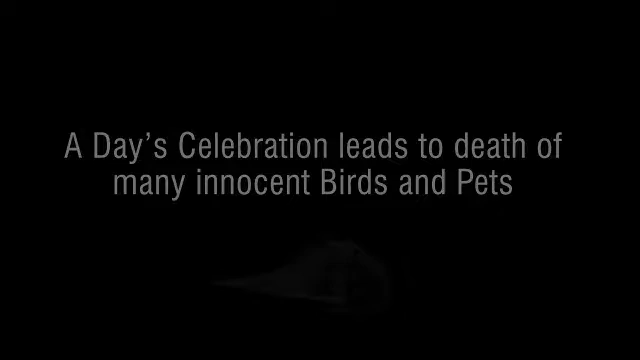 A Day’s Celebration leads to death of
many innocent Birds and Pets